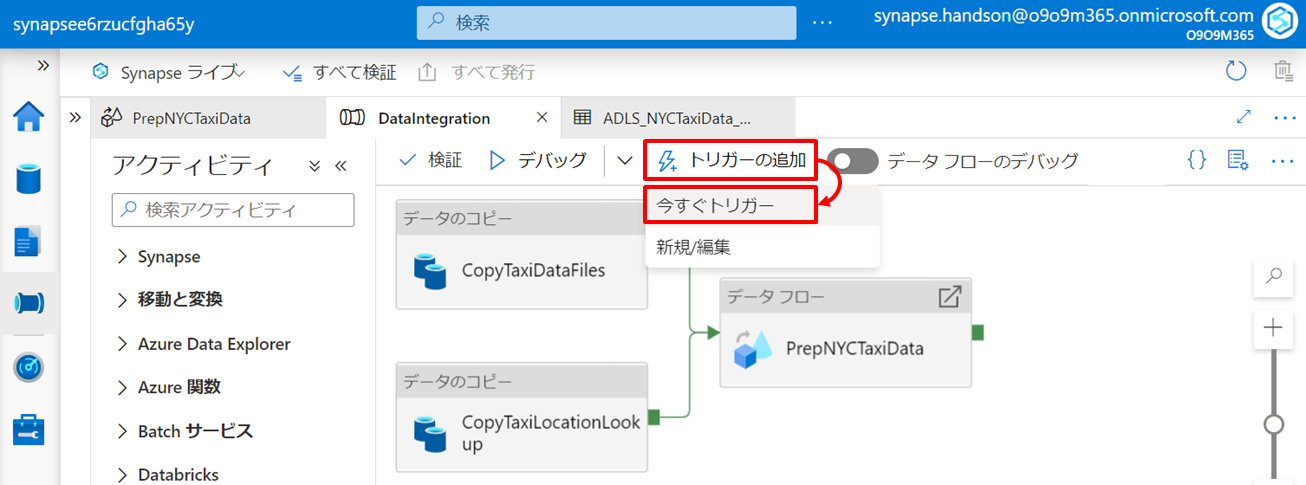 synapsee6rzucfgha65y
検索
...
synapse.handson@o9o9m365.onmicrosoft.com
O9O9M365
Synapse ライブ
すべて検証
すべて発行
PrepNYCTaxiData
DataIntegration
ADLS_NYCTaxiData_...
アクティビティ
検証
デバッグ
トリガーの追加
データ フローのデバッグ
{}
今すぐトリガー
新規/編集
検索アクティビティ
Synapse
移動と変換
Azure Data Explorer
Azure 関数
Batch サービス
Databricks
データのコピー
CopyTaxiDataFiles
データ フロー
PrepNYCTaxiData
データのコピー
CopyTaxiLocationLook
up